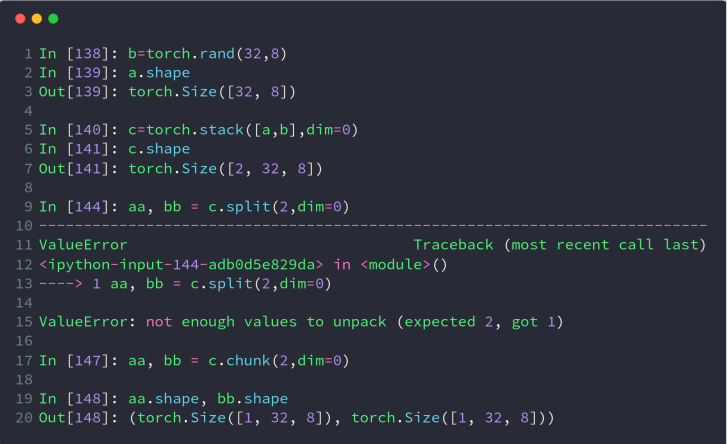 1 In [138]: b=torch.rand(32,8)
2 In [139]: a.shape
3 Out[139]: torch.Size([32, 8])
4
5 In [140]: c=torch.stack([a,b],dim=0)
6 In [141]: c.shape
7 Out[141]: torch.Size([2, 32, 8])
8
9 In [144]: aa, bb = c.split(2,dim=0)
10 ---------------------------------------------------------------------------
11 ValueError                                Traceback (most recent call last)
12 <ipython-input-144-adb0d5e829da> in <module>()
13 ----> 1 aa, bb = c.split(2,dim=0)
14
15 ValueError: not enough values to unpack (expected 2, got 1)
16
17 In [147]: aa, bb = c.chunk(2,dim=0)
18
19 In [148]: aa.shape, bb.shape
20 Out[148]: (torch.Size([1, 32, 8]), torch.Size([1, 32, 8]))